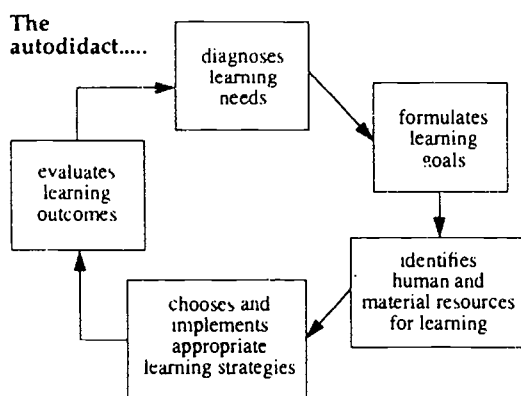 The
autodidact.....
diagnoses
learning
needs
formulates
learning
goals
identifies
human and
material resources
for learning
chooses and
implements
appropriate
learning strategies
evaluates
learning
outcomes